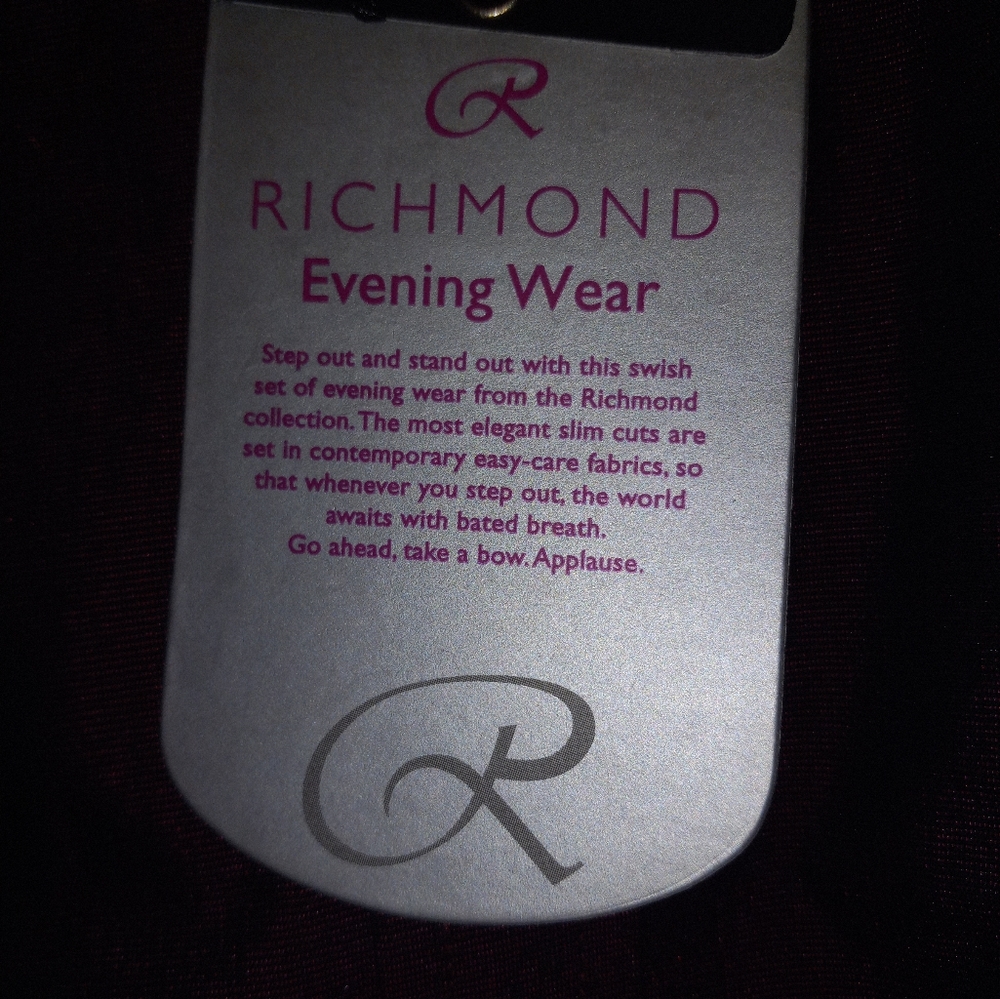 R
RICHMOND
Evening Wear
Step out and stand out with this swish
set of evening wear from the Richmond
collection. The most elegant slim cuts are
set in contemporary easy-care fabrics, so
that whenever you step out, the world
awaits with bated breath.
Go ahead, take a bow. Applause.
R